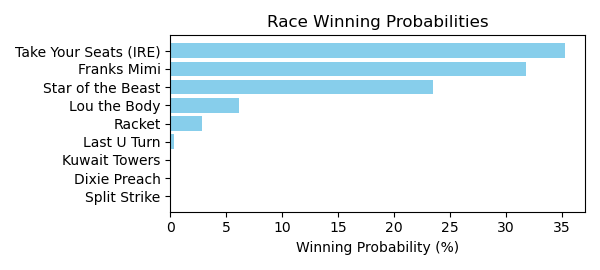 Race Winning Probabilities
Take Your Seats (IRE)
Franks Mimi
Star of the Beast
Lou the Body
Racket
Last U Turn
Kuwait Towers
Dixie Preach
Split Strike
0 5 10 15 20 25 30 35
Winning Probability (%)